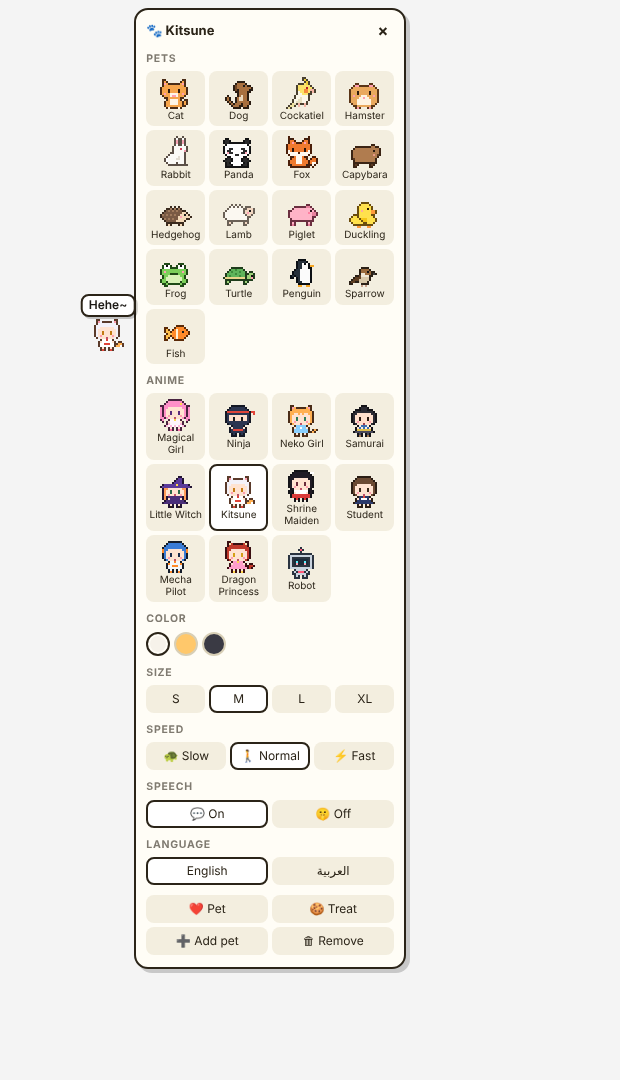 🐾 Kitsune ×
PETS
Cat Dog Cockatiel Hamster
Rabbit Panda Fox Capybara
Hedgehog Lamb Piglet Duckling
Frog Turtle Penguin Sparrow
Hehe~
Fish
ANIME
Magical Girl Ninja Neko Girl Samurai
Little Witch Kitsune Shrine Maiden Student
Mecha Pilot Dragon Princess Robot
COLOR
SIZE
S M L XL
SPEED
🐢 Slow 🚶 Normal ⚡ Fast
SPEECH
💬 On 🤫 Off
LANGUAGE
English العربية
❤️ Pet 🍪 Treat
➕ Add pet 🗑 Remove